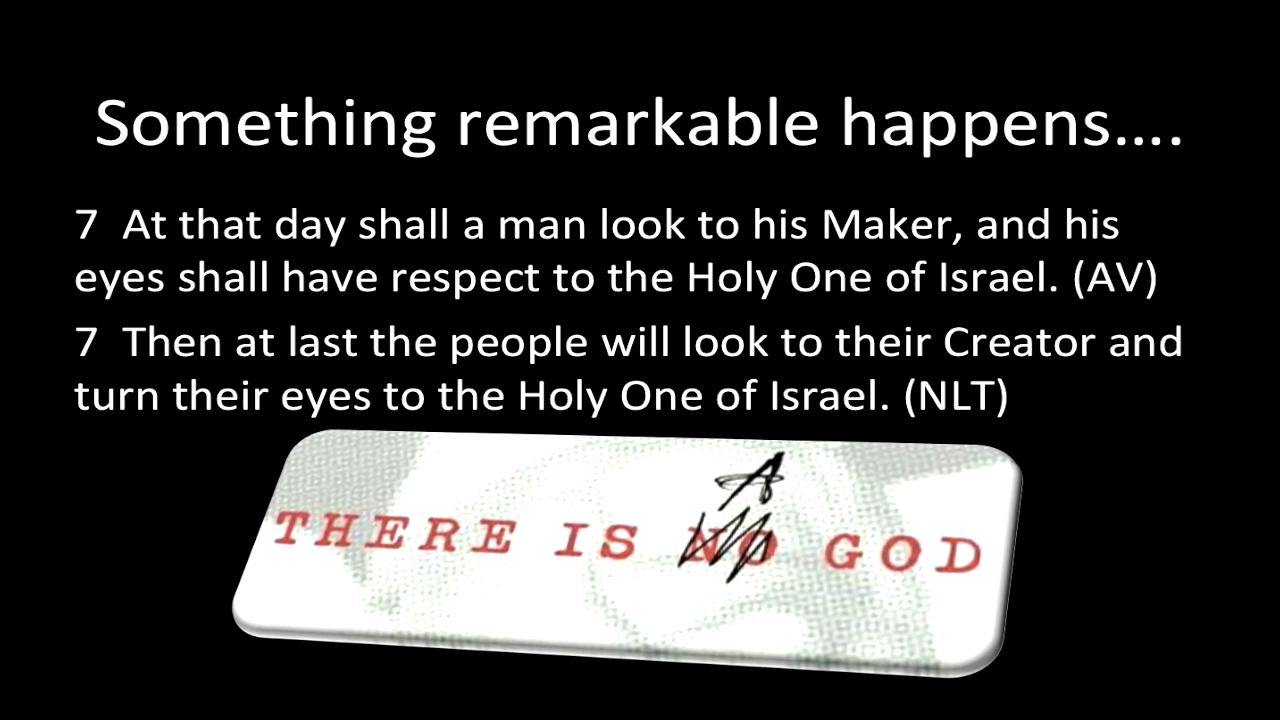 Something remarkable happens….
7 At that day shall a man look to his Maker, and his
eyes shall have respect to the Holy One of Israel. (AV)
7 Then at last the people will look to their Creator and
turn their eyes to the Holy One of Israel. (NLT)
A
THERE IS NO GOD